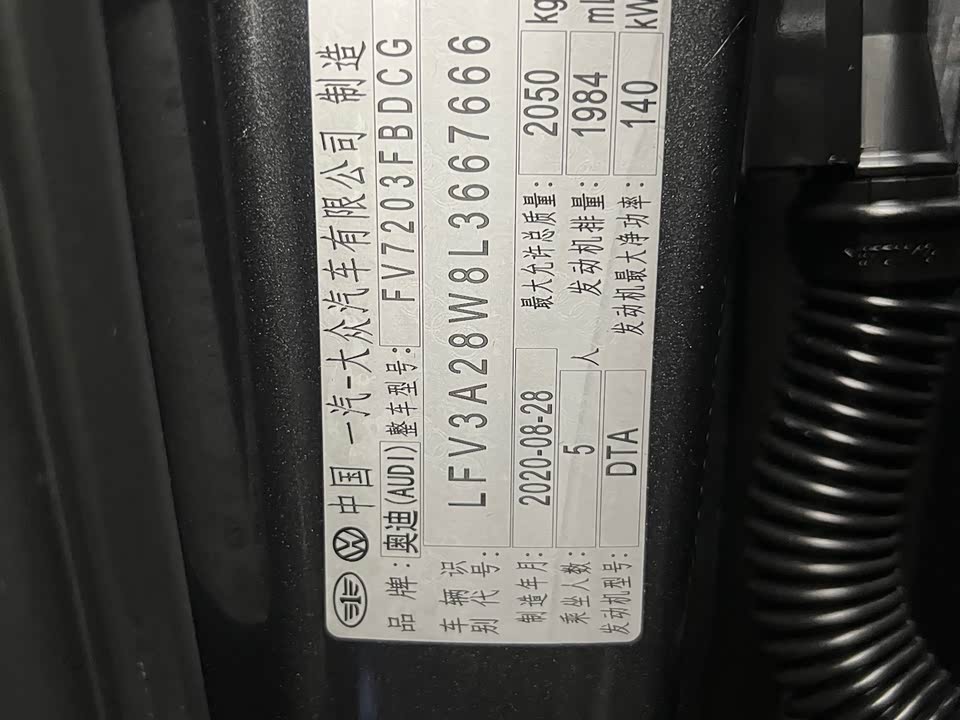 中国 一汽-大众汽车有限公司 制造
品 牌: 奥迪(AUDI) 整车型号: FV7203FBDCG
车辆识别代号: LFV3A28W8L3667666
制造年月: 2020-08-28 最大允许总质量: 2050 kg
乘坐人数: 5 人 发动机排量: 1984 ml
发动机型号: DTA 发动机最大净功率: 140 kW